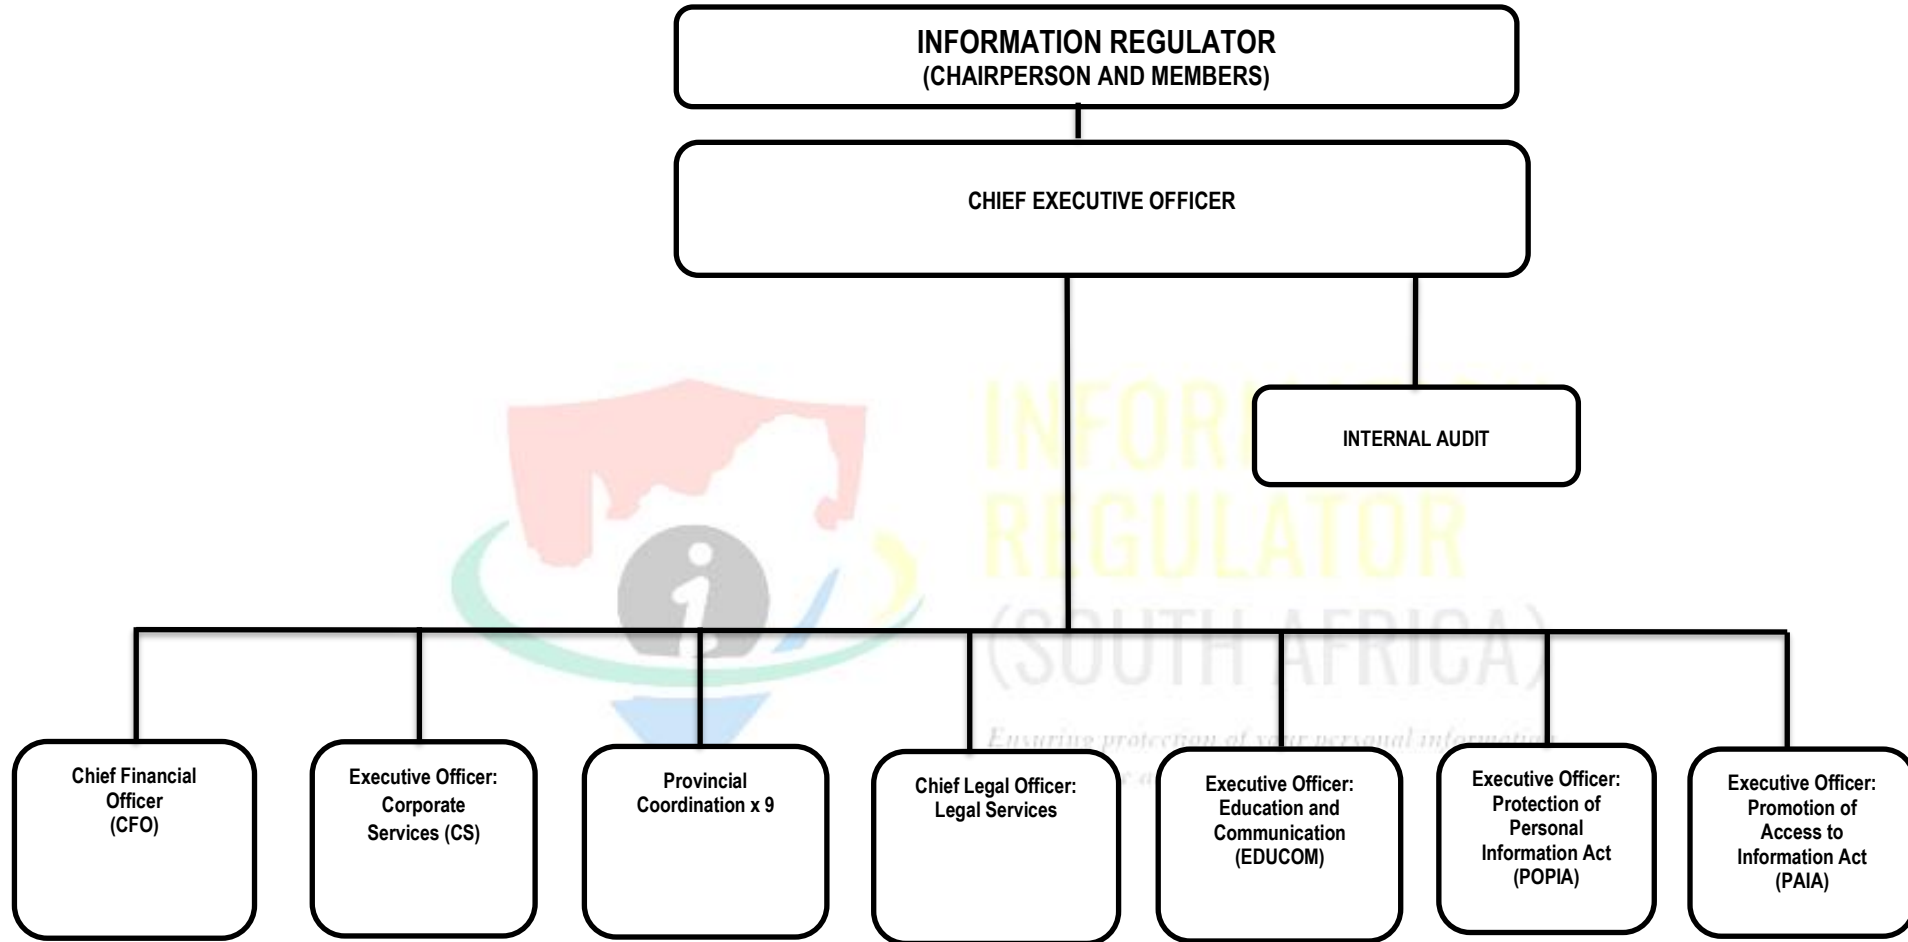 INFORMATION REGULATOR
(CHAIRPERSON AND MEMBERS)
CHIEF EXECUTIVE OFFICER
INTERNAL AUDIT
INFOR
REGULATOR
(SOUTH AFRICA)
Ensuring protection of your personal information
Chief Financial
Officer
(CFO)
Executive Officer:
Corporate
Services (CS)
Provincial
Coordination x 9
Chief Legal Officer:
Legal Services
Executive Officer:
Education and
Communication
(EDUCOM)
Executive Officer:
Protection of
Personal
Information Act
(POPIA)
Executive Officer:
Promotion of
Access to
Information Act
(PAIA)